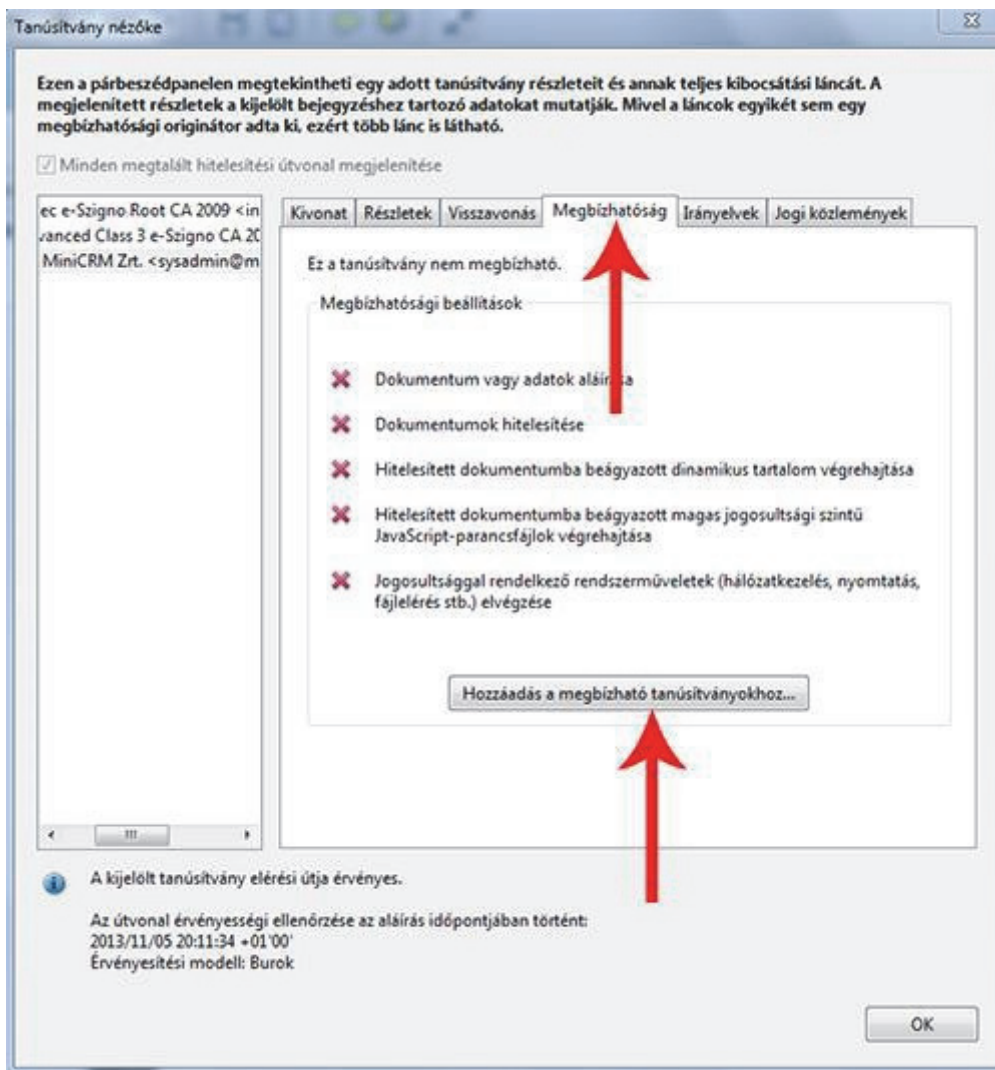 Tanúsítvány nézőke
Ezen a párbeszédpanelen megtekintheti egy adott tanúsítvány részleteit és annak teljes kibocsátási láncát. A
megjelenített részletek a kijelölt bejegyzéshez tartozó adatokat mutatják. Mivel a láncok egyikét sem egy
megbízhatósági originátor adta ki, ezért több lánc is látható.
Minden megtalált hitelesítési útvonal megjelenítése
ec e-Szigno Root CA 2009 <in
vanced Class 3 e-Szigno CA 20
MiniCRM Zrt. <sysadmin@m
Kivonat Részletek Visszavonás Megbízhatóság Irányelvek Jogi közlemények
Ez a tanúsítvány nem megbízható.
Megbízhatósági beállítások
Dokumentum vagy adatok aláírása
Dokumentumok hitelesítése
Hitelesített dokumentumba beágyazott dinamikus tartalom végrehajtása
Hitelesített dokumentumba beágyazott magas jogosultsági szintű
JavaScript-parancsfájlok végrehajtása
Jogosultsággal rendelkező rendszerműveletek (hálózatkezelés, nyomtatás,
fájlelérés stb.) elvégzése
Hozzáadás a megbízható tanúsítványokhoz...
A kijelölt tanúsítvány elérési útja érvényes.
Az útvonal érvényességi ellenőrzése az aláírás időpontjában történt:
2013/11/05 20:11:34 +01'00'
Érvényesítési modell: Burok
OK